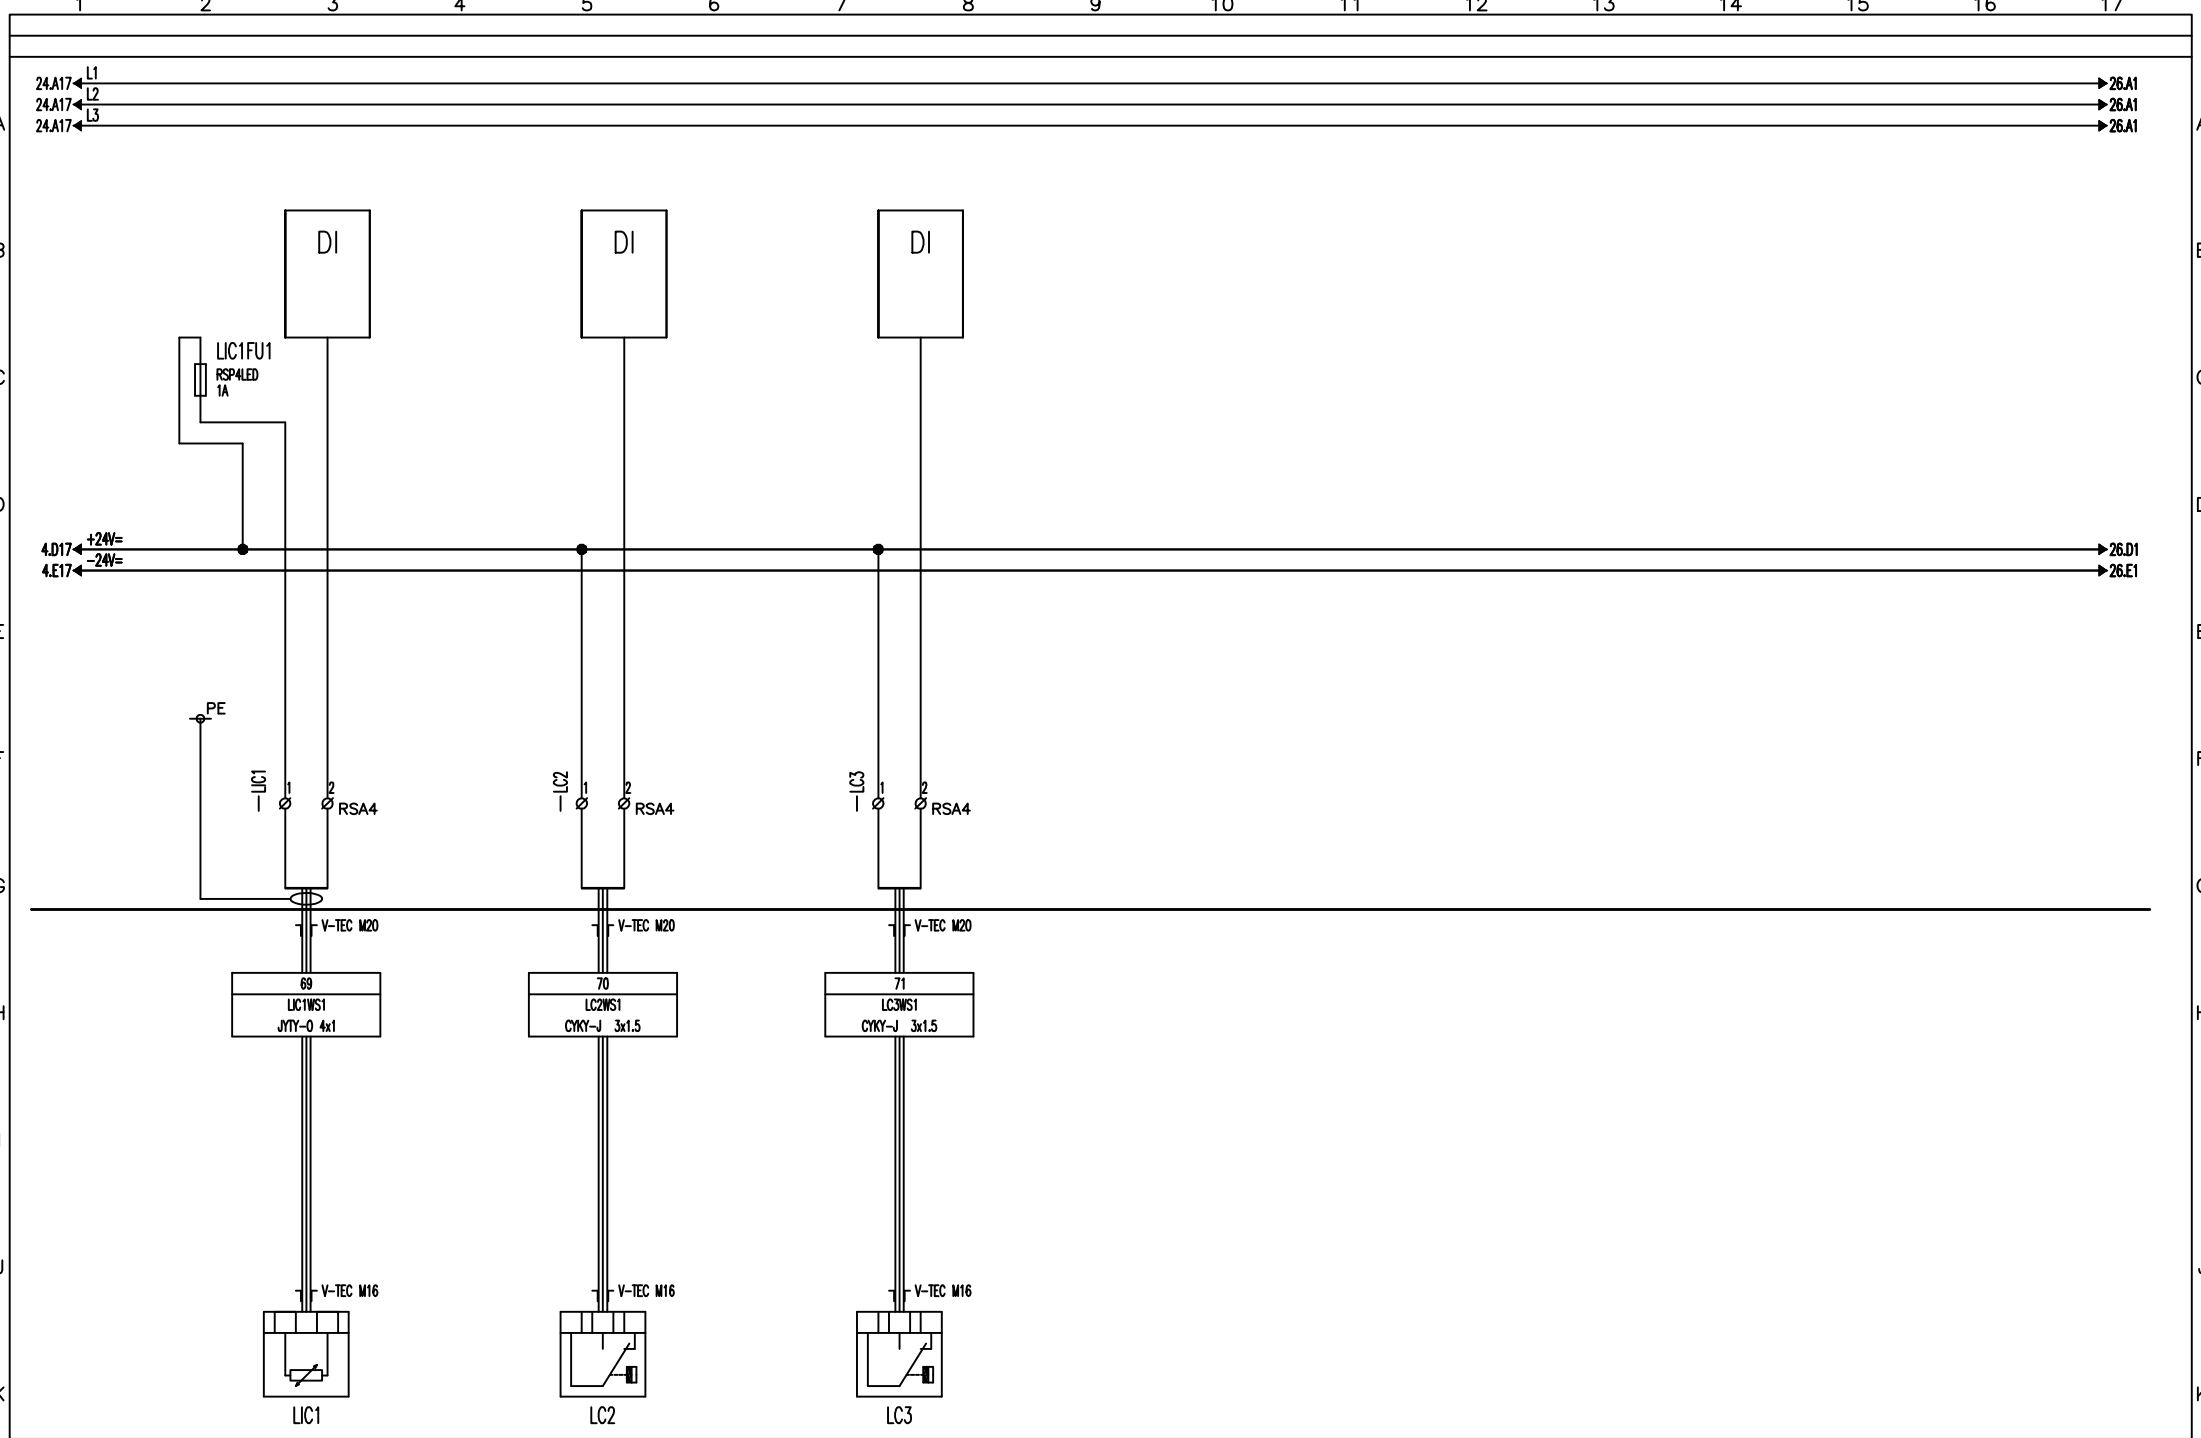 1 2 3 4 5 6 7 8 9 10 11 12 13 14 15 16 17
24.A17 L1 26.A1
24.A17 L2 26.A1
24.A17 L3 26.A1
A A
DI DI DI
B B
LIC1FU1
RSP4LED
1A
C C
D D
4.D17 +24V= 26.D1
4.E17 -24V= 26.E1
E E
PE
F F
-LIC1 1 2 RSA4
-LC2 1 2 RSA4
-LC3 1 2 RSA4
G G
V-TEC M20 V-TEC M20 V-TEC M20
69 70 71
LIC1WS1 LC2WS1 LC3WS1
JYTY-O 4x1 CYKY-J 3x1.5 CYKY-J 3x1.5
H H
J J
V-TEC M16 V-TEC M16 V-TEC M16
K K
LIC1 LC2 LC3